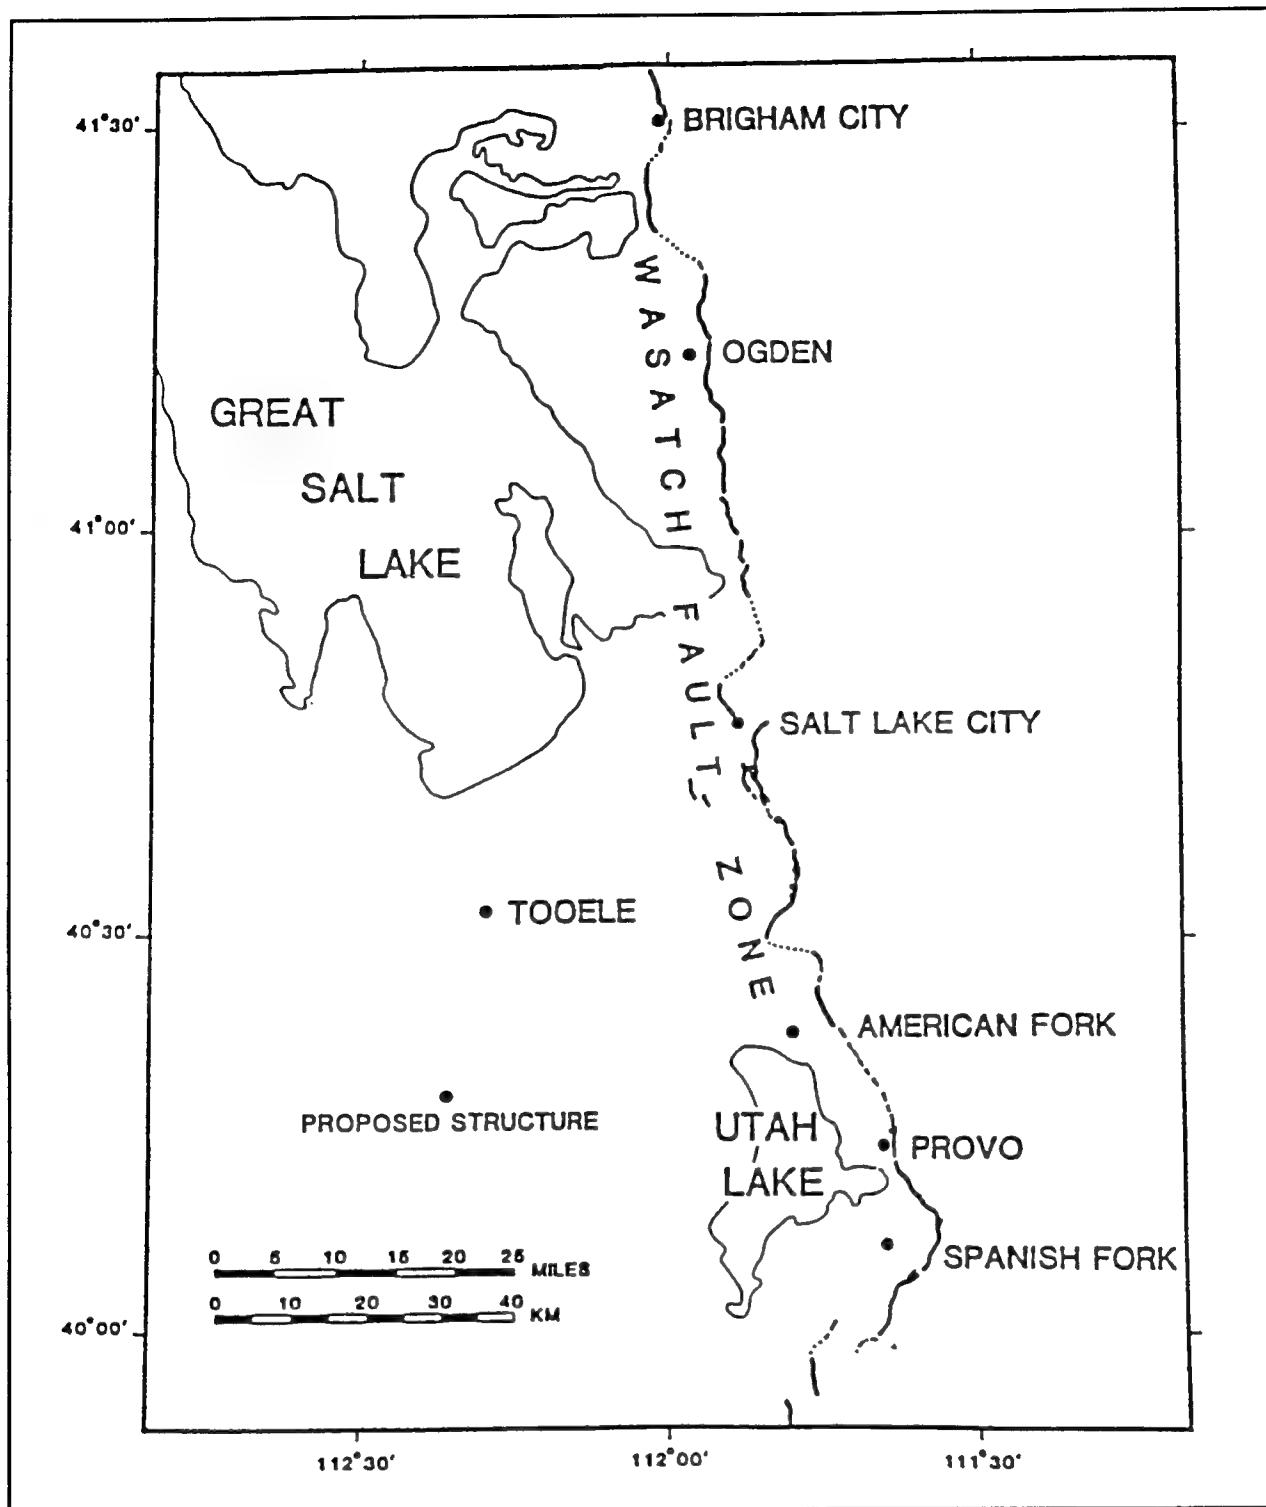 41°30'
BRIGHAM CITY
WASATCH FAULT ZONE
OGDEN
GREAT
SALT
LAKE
41°00'
SALT LAKE CITY
TOOELE
40°30'
AMERICAN FORK
PROPOSED STRUCTURE
UTAH
LAKE
PROVO
SPANISH FORK
0 5 10 15 20 25
MILES
0 10 20 30 40
KM
40°00'
112°30' 112°00' 111°30'